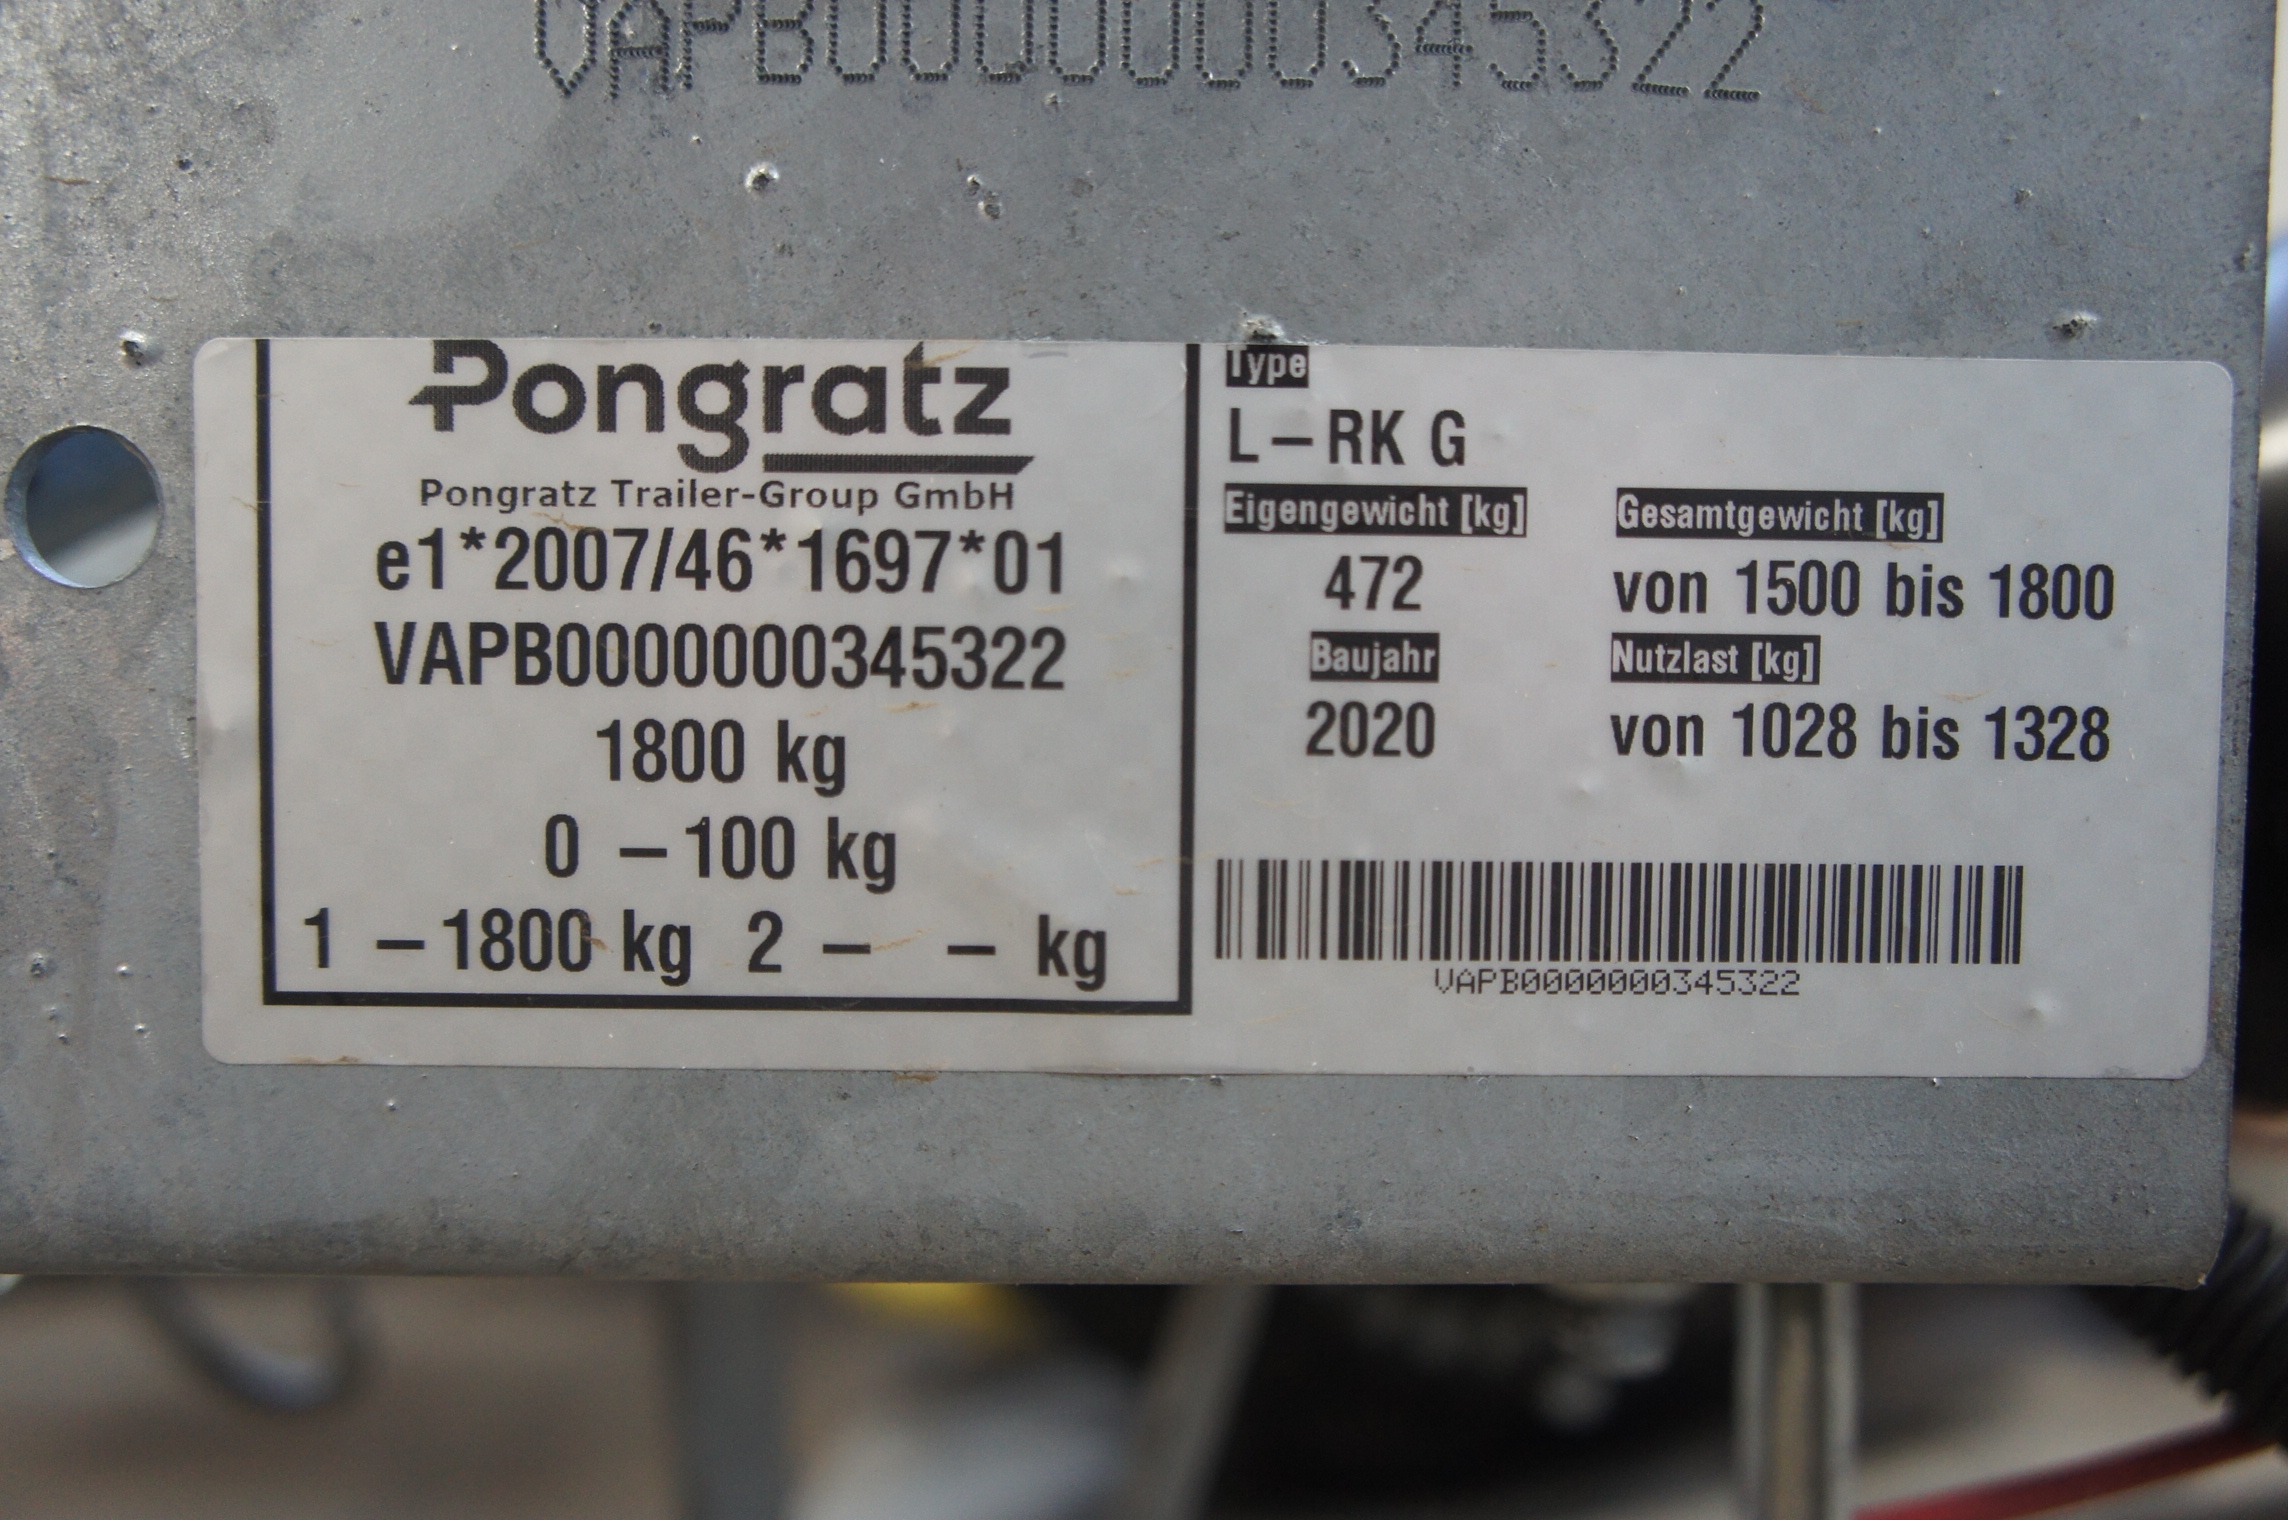 VAPB0000000345322
Pongratz
Pongratz Trailer-Group GmbH
e1*2007/46*1697*01
VAPB0000000345322
1800 kg
0 – 100 kg
1 – 1800 kg 2 – – kg
Type
L – RK G
Eigengewicht [kg] Gesamtgewicht [kg]
472 von 1500 bis 1800
Baujahr Nutzlast [kg]
2020 von 1028 bis 1328
VAPB0000000345322